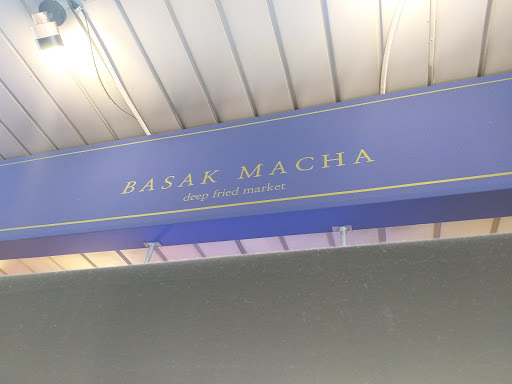 BASAK MACHA
deep fried market